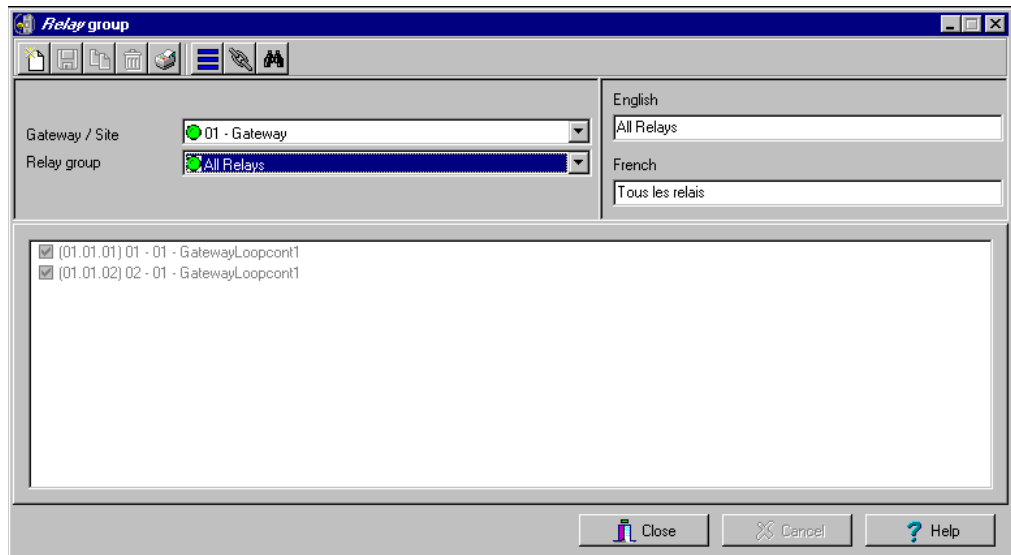 Relay group
English
Gateway / Site
01 - Gateway
All Relays
Relay group
All Relays
French
Tous les relais
(01.01.01) 01 - 01 - GatewayLoopcont1
(01.01.02) 02 - 01 - GatewayLoopcont1
Close
Cancel
? Help